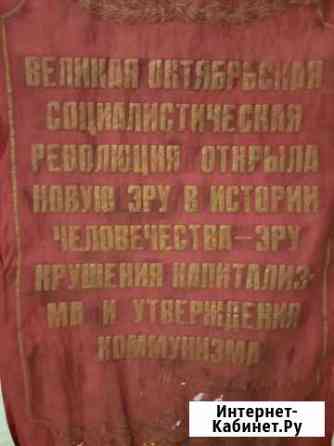 ВЕЛИКАЯ ОКТЯБРЬСКАЯ
СОЦИАЛИСТИЧЕСКАЯ
РЕВОЛЮЦИЯ ОТКРЫЛА
НОВУЮ ЭРУ В ИСТОРИИ
ЧЕЛОВЕЧЕСТВА—ЭРУ
КРУШЕНИЯ КАПИТАЛИЗ-
МА И УТВЕРЖДЕНИЯ
КОММУНИЗМА
Интернет-
Кабинет.Ру